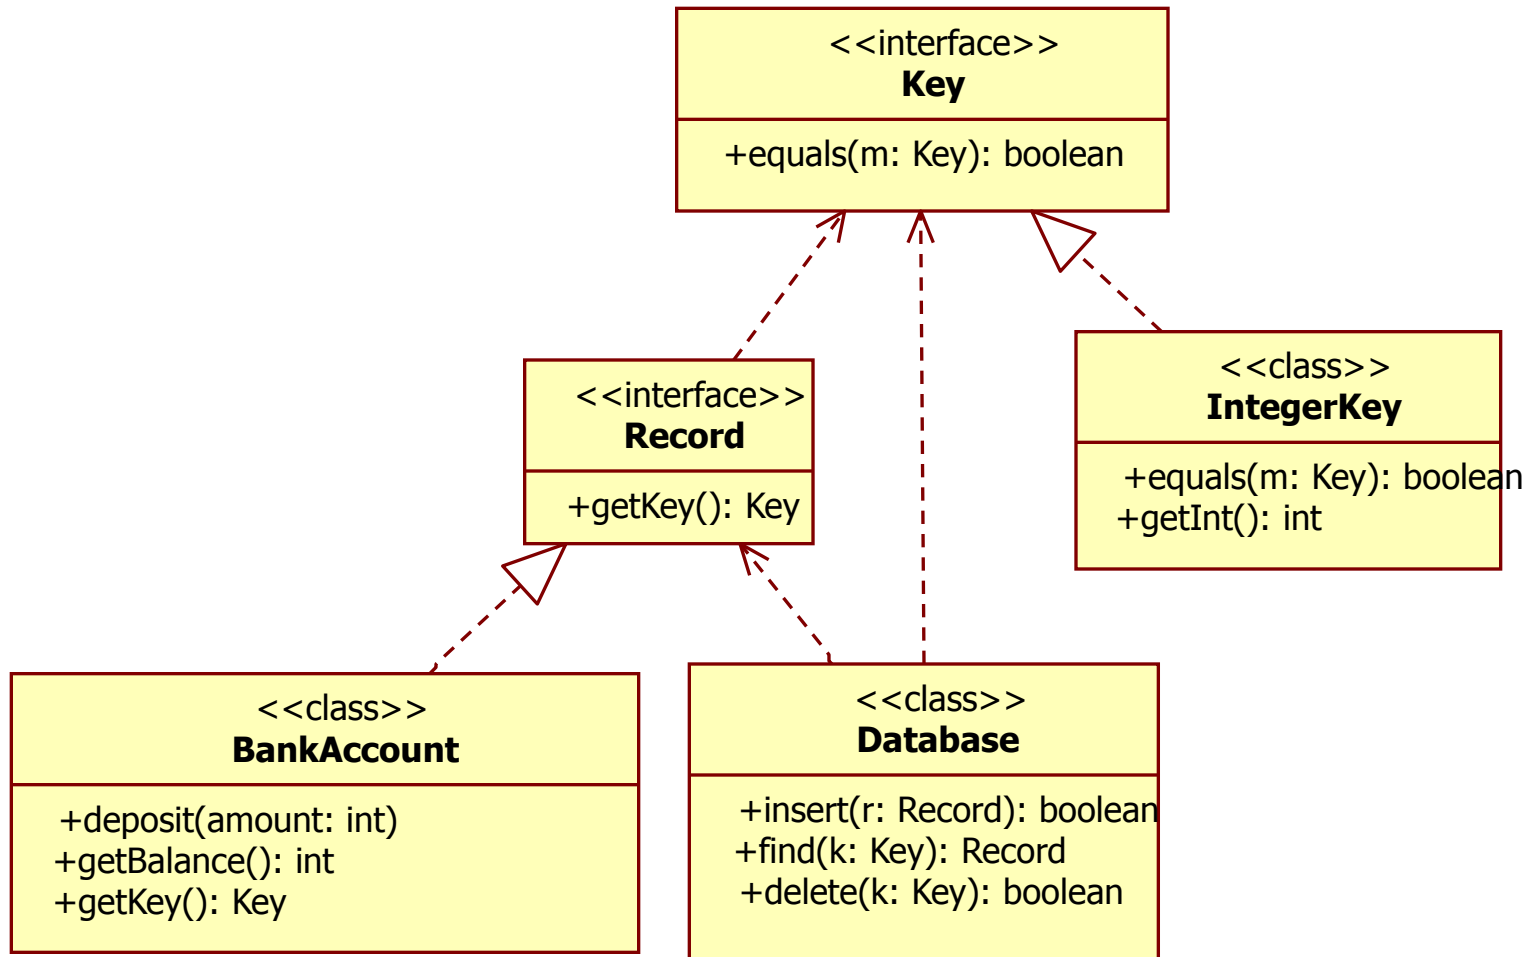 <<interface>>
Key
+equals(m: Key): boolean
<<interface>>
Record
+getKey(): Key
<<class>>
IntegerKey
+equals(m: Key): boolean
+getInt(): int
<<class>>
BankAccount
+deposit(amount: int)
+getBalance(): int
+getKey(): Key
<<class>>
Database
+insert(r: Record): boolean
+find(k: Key): Record
+delete(k: Key): boolean